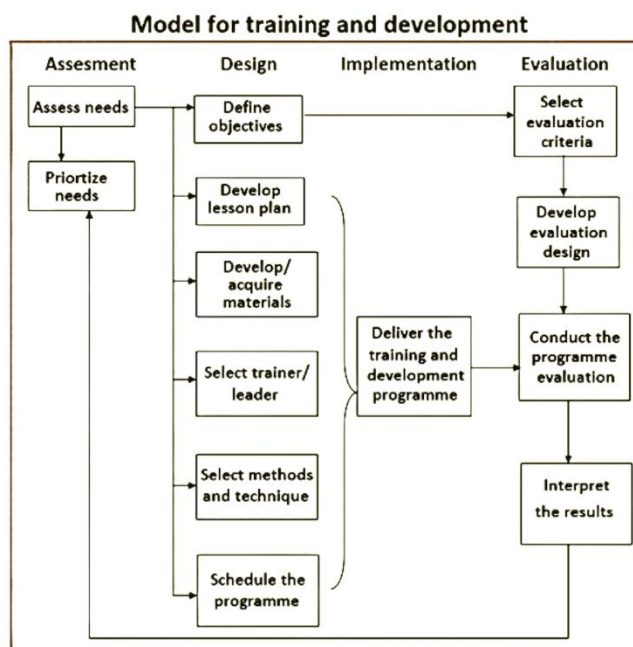 Model for training and development
Assesment
Design
Implementation
Evaluation
Assess needs
Priortize
needs
Define
objectives
Develop
lesson plan
Develop/
acquire
materials
Select trainer/
leader
Select methods
and technique
Schedule the
programme
Deliver the
training and
development
programme
Select
evaluation
criteria
Develop
evaluation
design
Conduct the
programme
evaluation
Interpret
the results